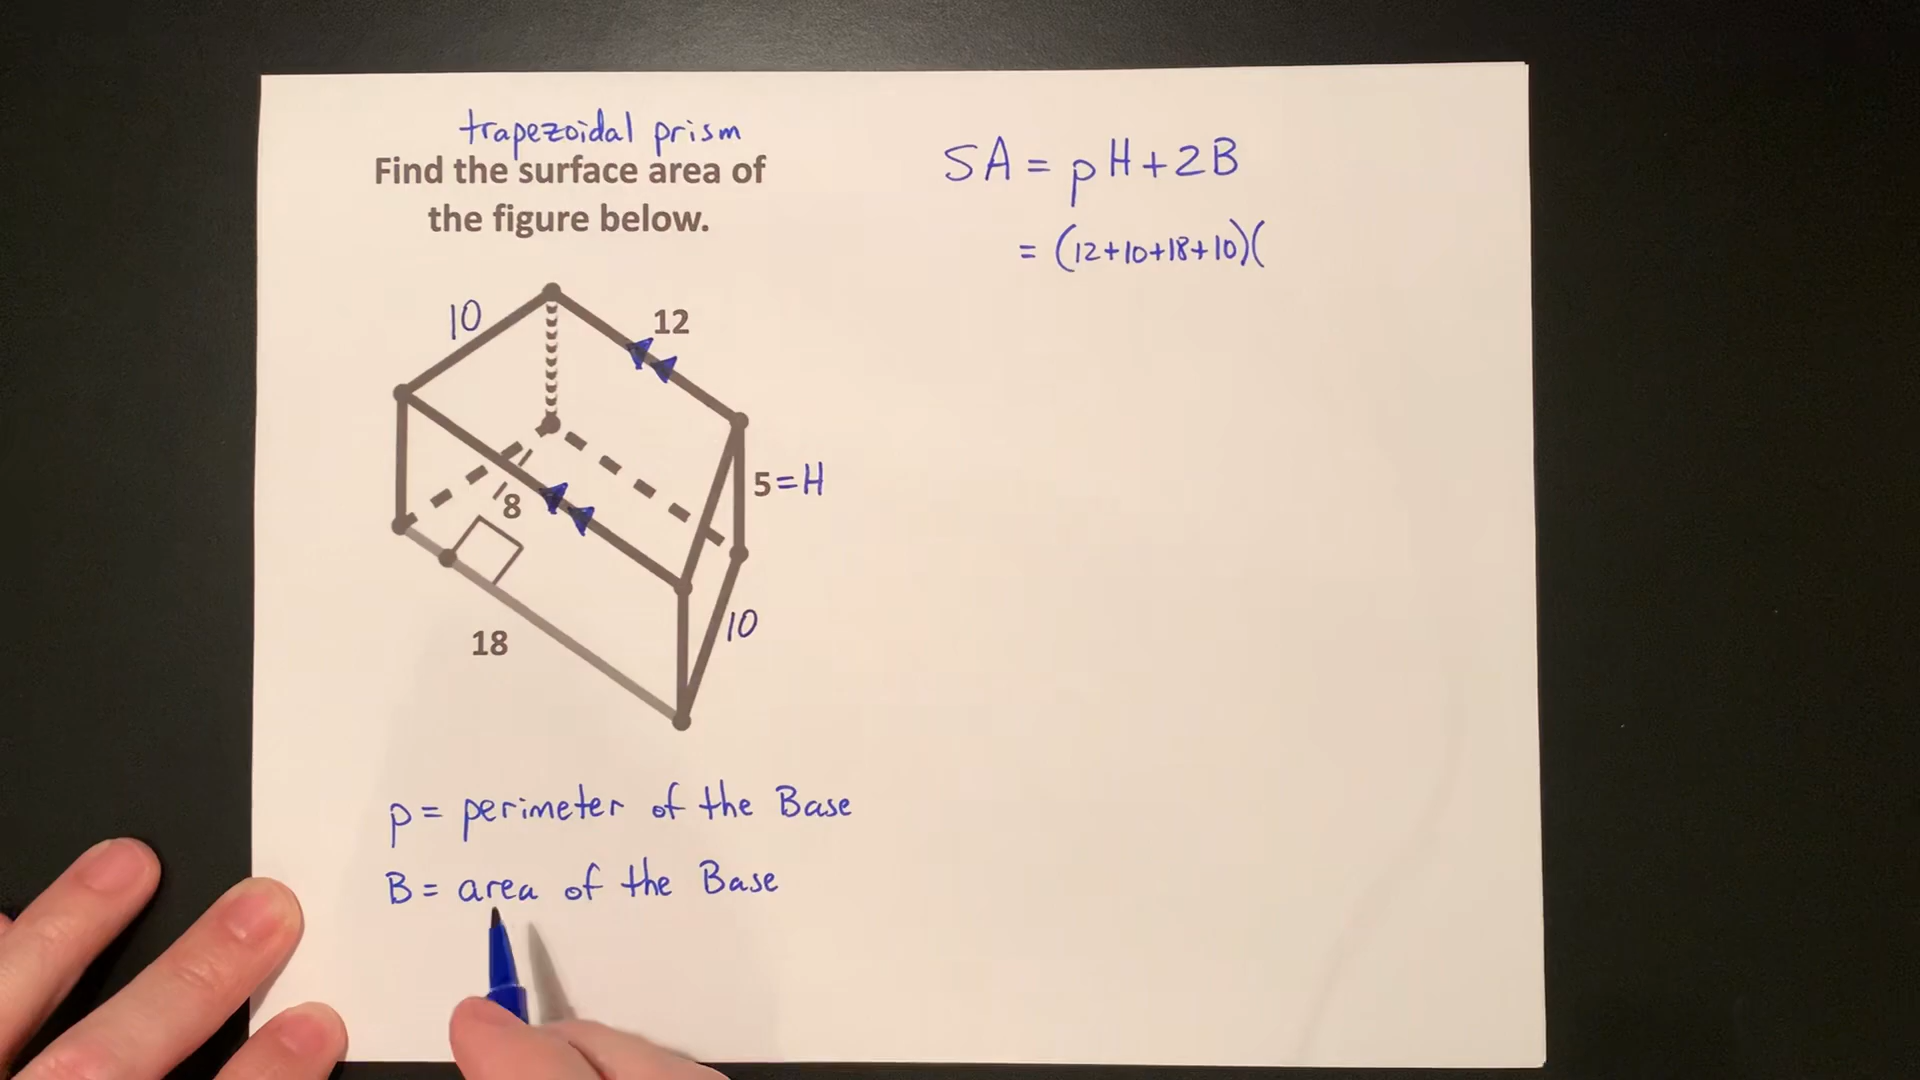 trapezoidal prism
Find the surface area of
the figure below.
SA = pH+2B
= (12+10+18+10)(
10
12
5=H
8
10
18
p = perimeter of the Base
B = area of the Base